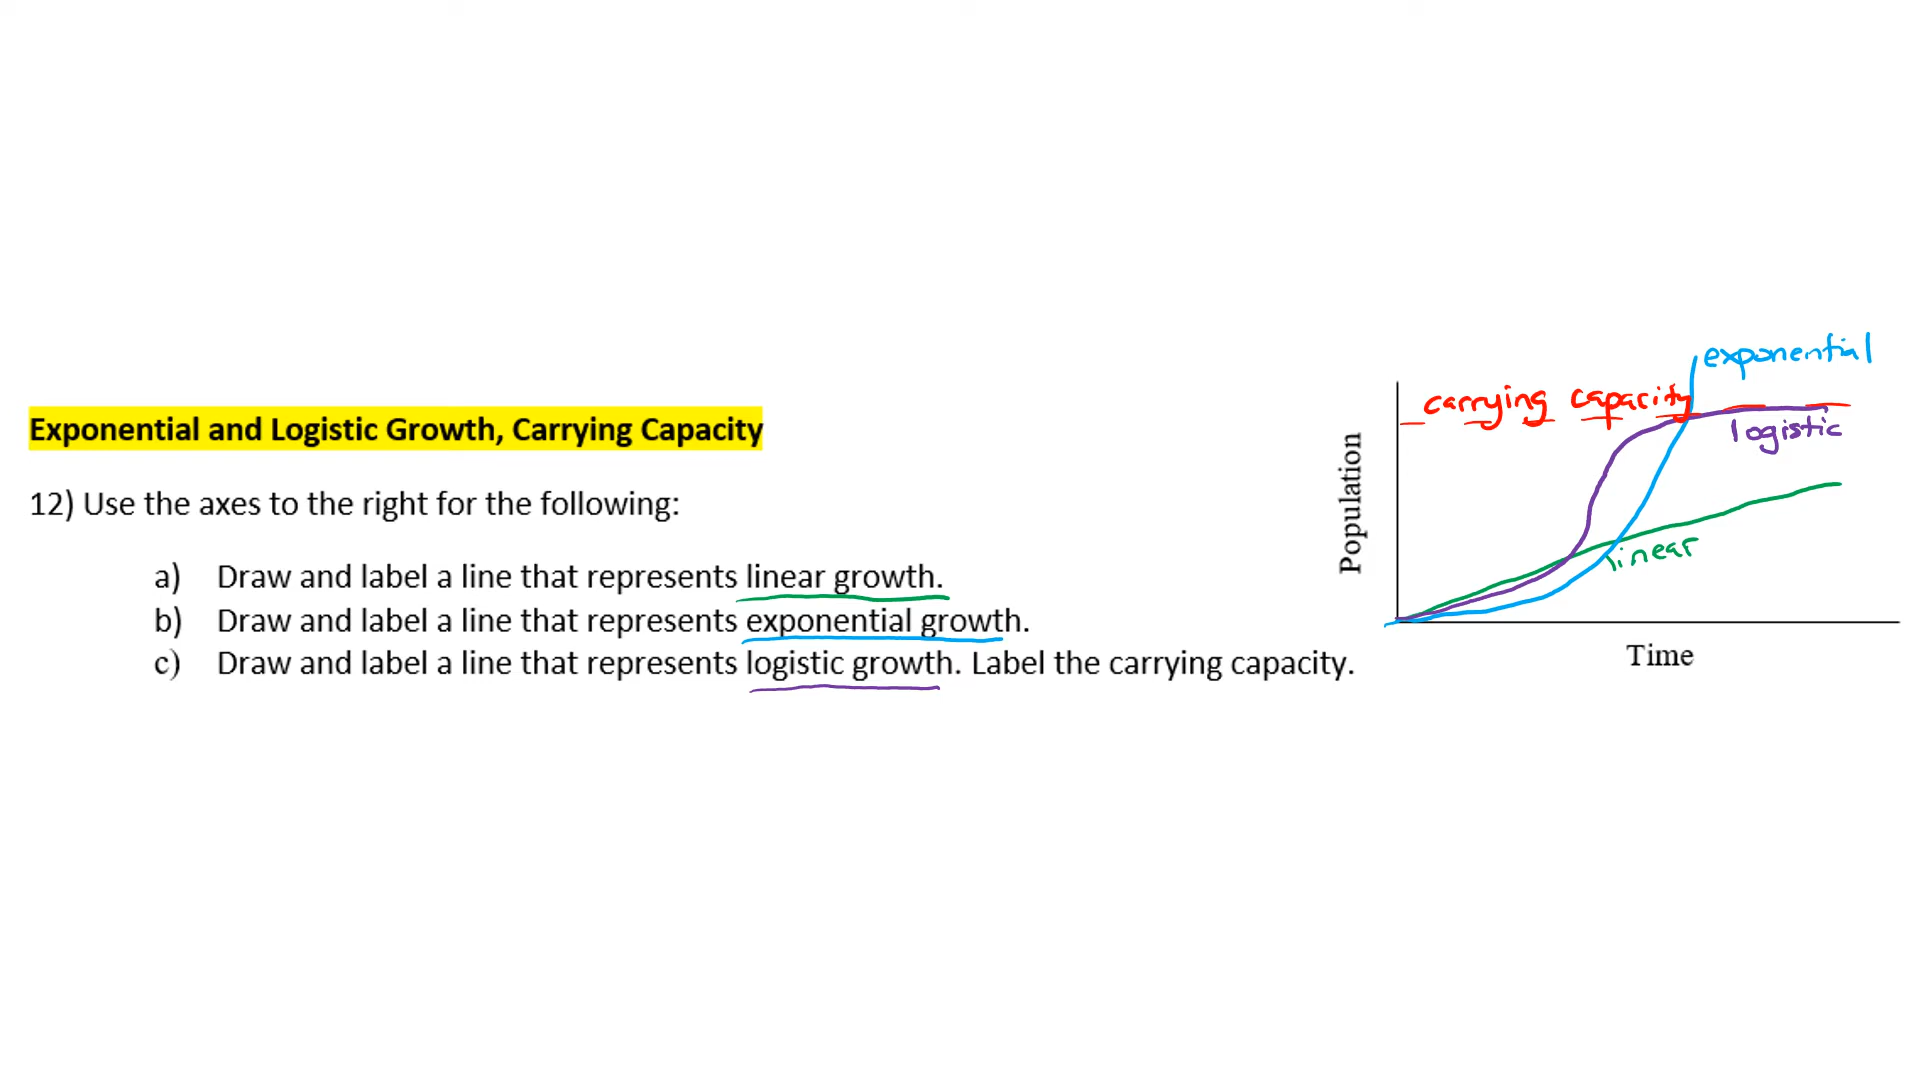 Exponential and Logistic Growth, Carrying Capacity
12) Use the axes to the right for the following:
a) Draw and label a line that represents linear growth.
b) Draw and label a line that represents exponential growth.
c) Draw and label a line that represents logistic growth. Label the carrying capacity.
exponential
carrying capacity
logistic
linear
Population
Time